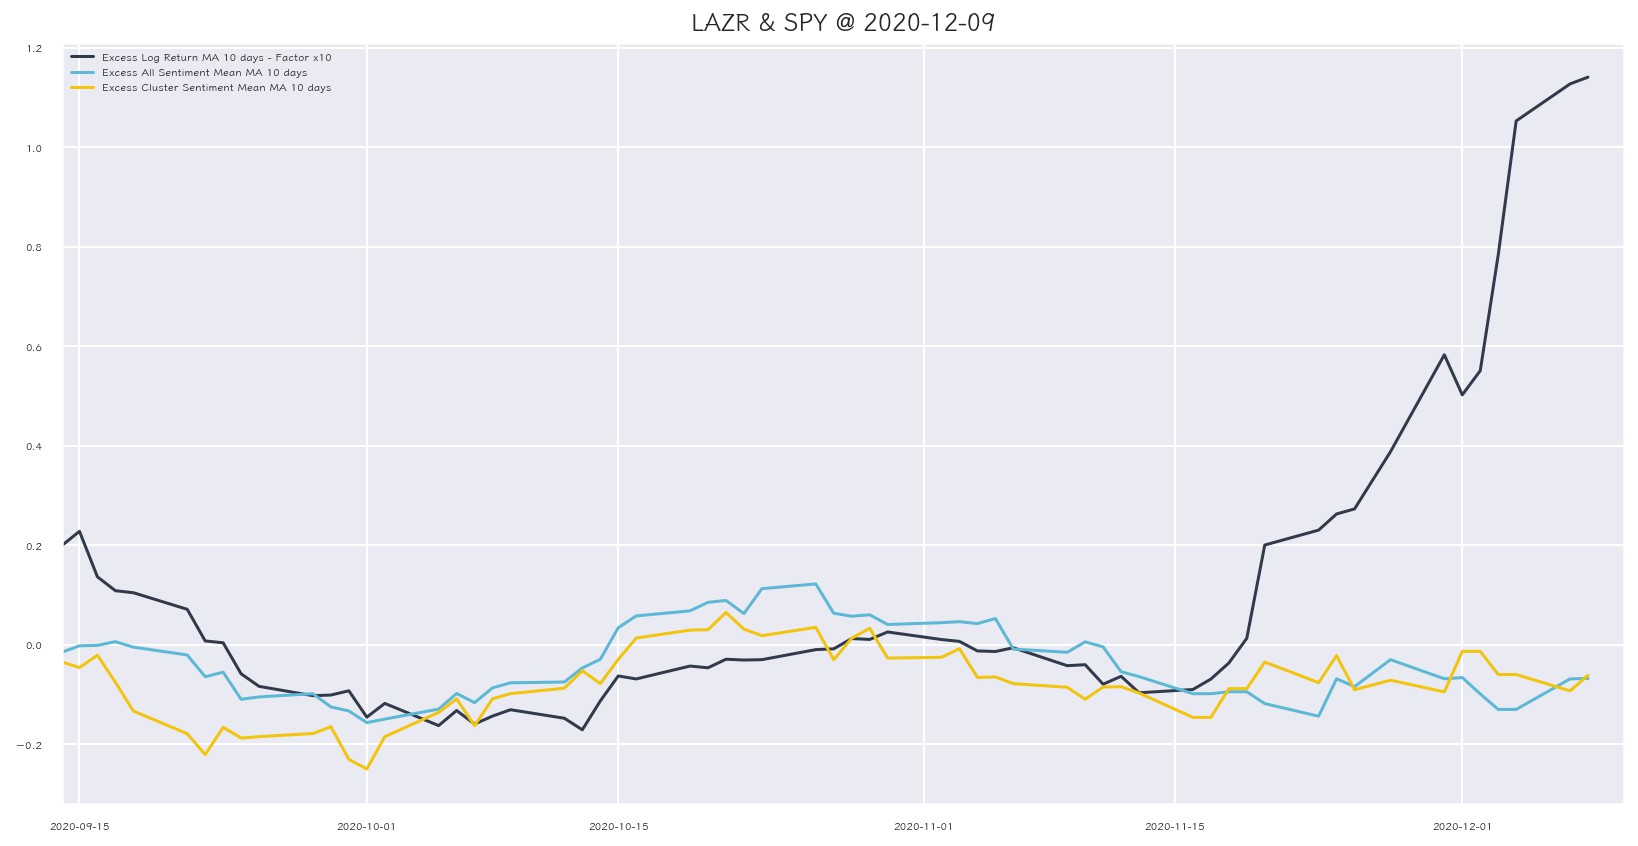 LAZR & SPY @ 2020-12-09
1.2
Excess Log Return MA 10 days - Factor x10
Excess All Sentiment Mean MA 10 days
Excess Cluster Sentiment Mean MA 10 days
1.0
0.8
0.6
0.4
0.2
0.0
−0.2
2020-09-15 2020-10-01 2020-10-15 2020-11-01 2020-11-15 2020-12-01